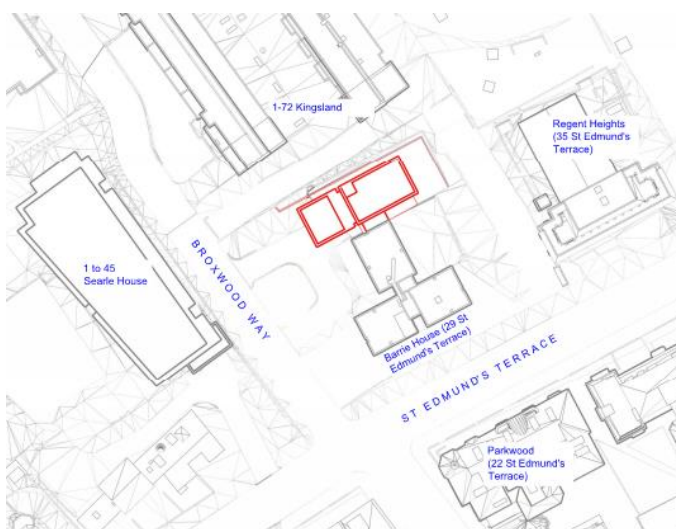 1-72 Kingsland
Regent Heights
(35 St Edmund's
Terrace)
1 to 45
Searle House
BROXWOOD WAY
Barrie House (29 St
Edmund's Terrace)
ST EDMUND'S TERRACE
Parkwood
(22 St Edmund's
Terrace)